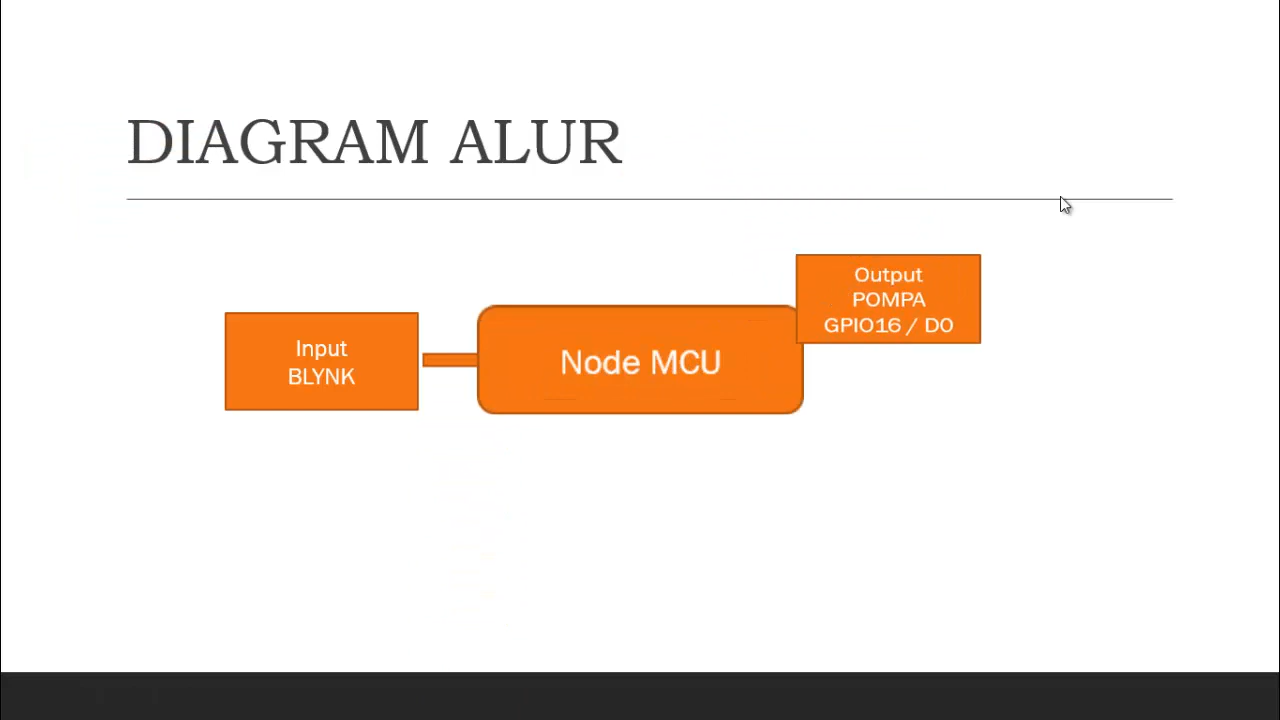 DIAGRAM ALUR
Input
BLYNK
Node MCU
Output
POMPA
GPIO16 / D0